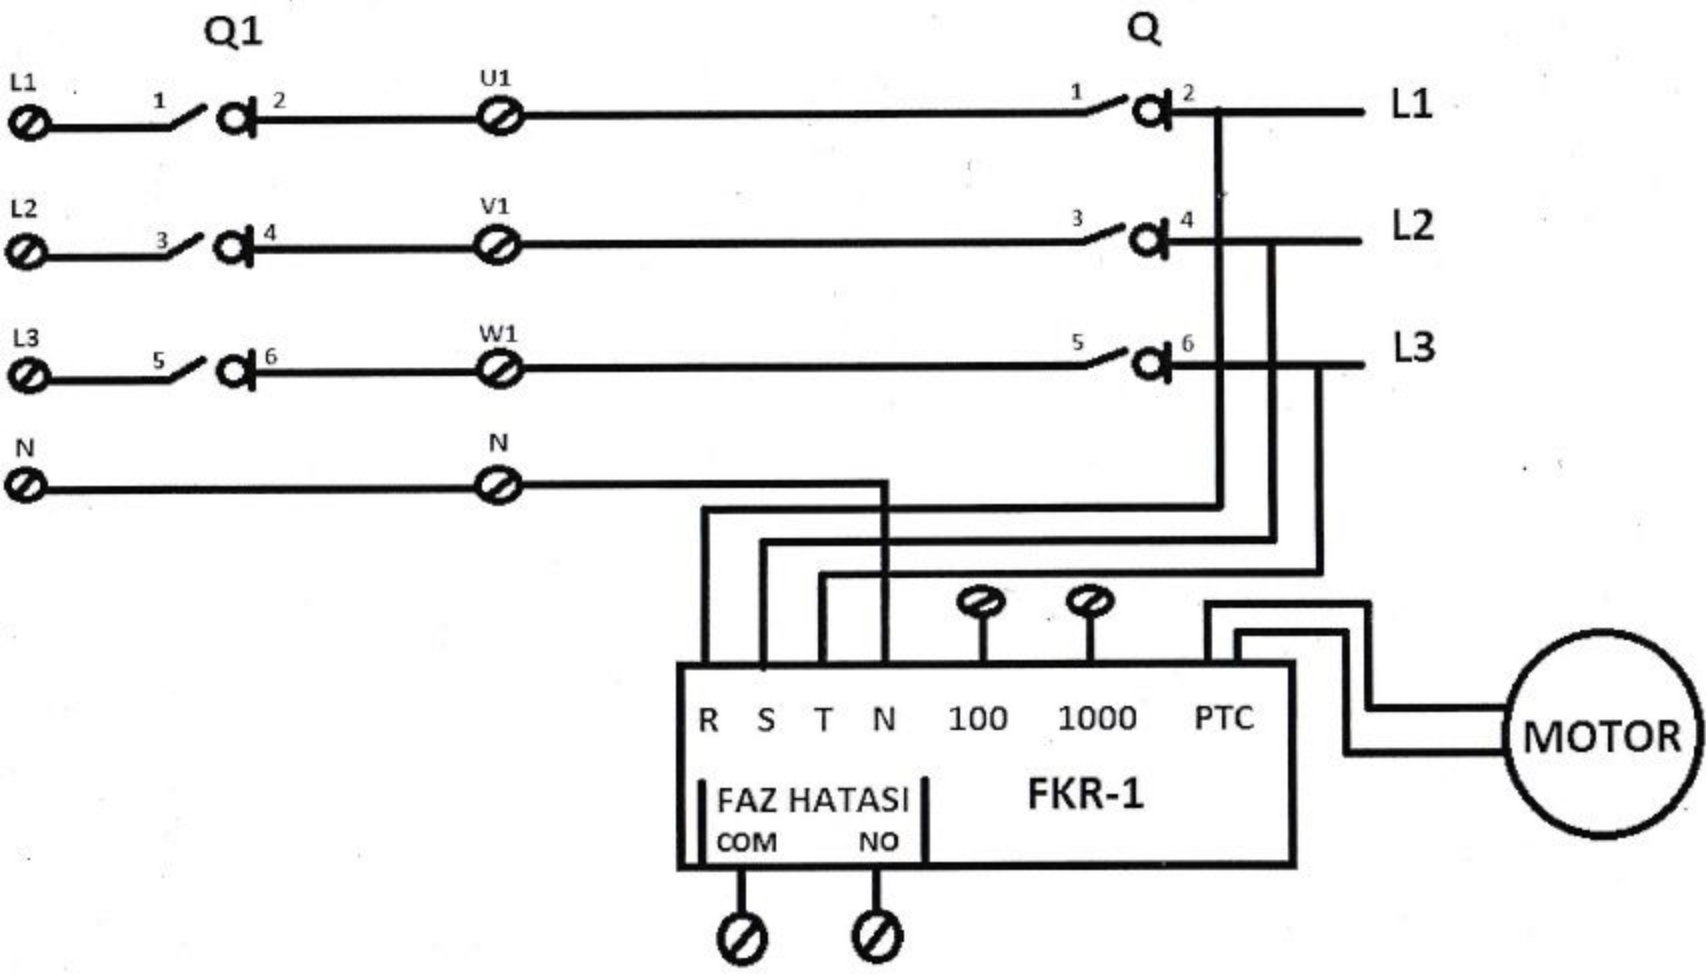 Q1 Q
L1 1 2 U1 1 2 L1
L2 3 4 V1 3 4 L2
L3 5 6 W1 5 6 L3
N N
R S T N 100 1000 PTC
MOTOR
FAZ HATASI FKR-1
COM NO